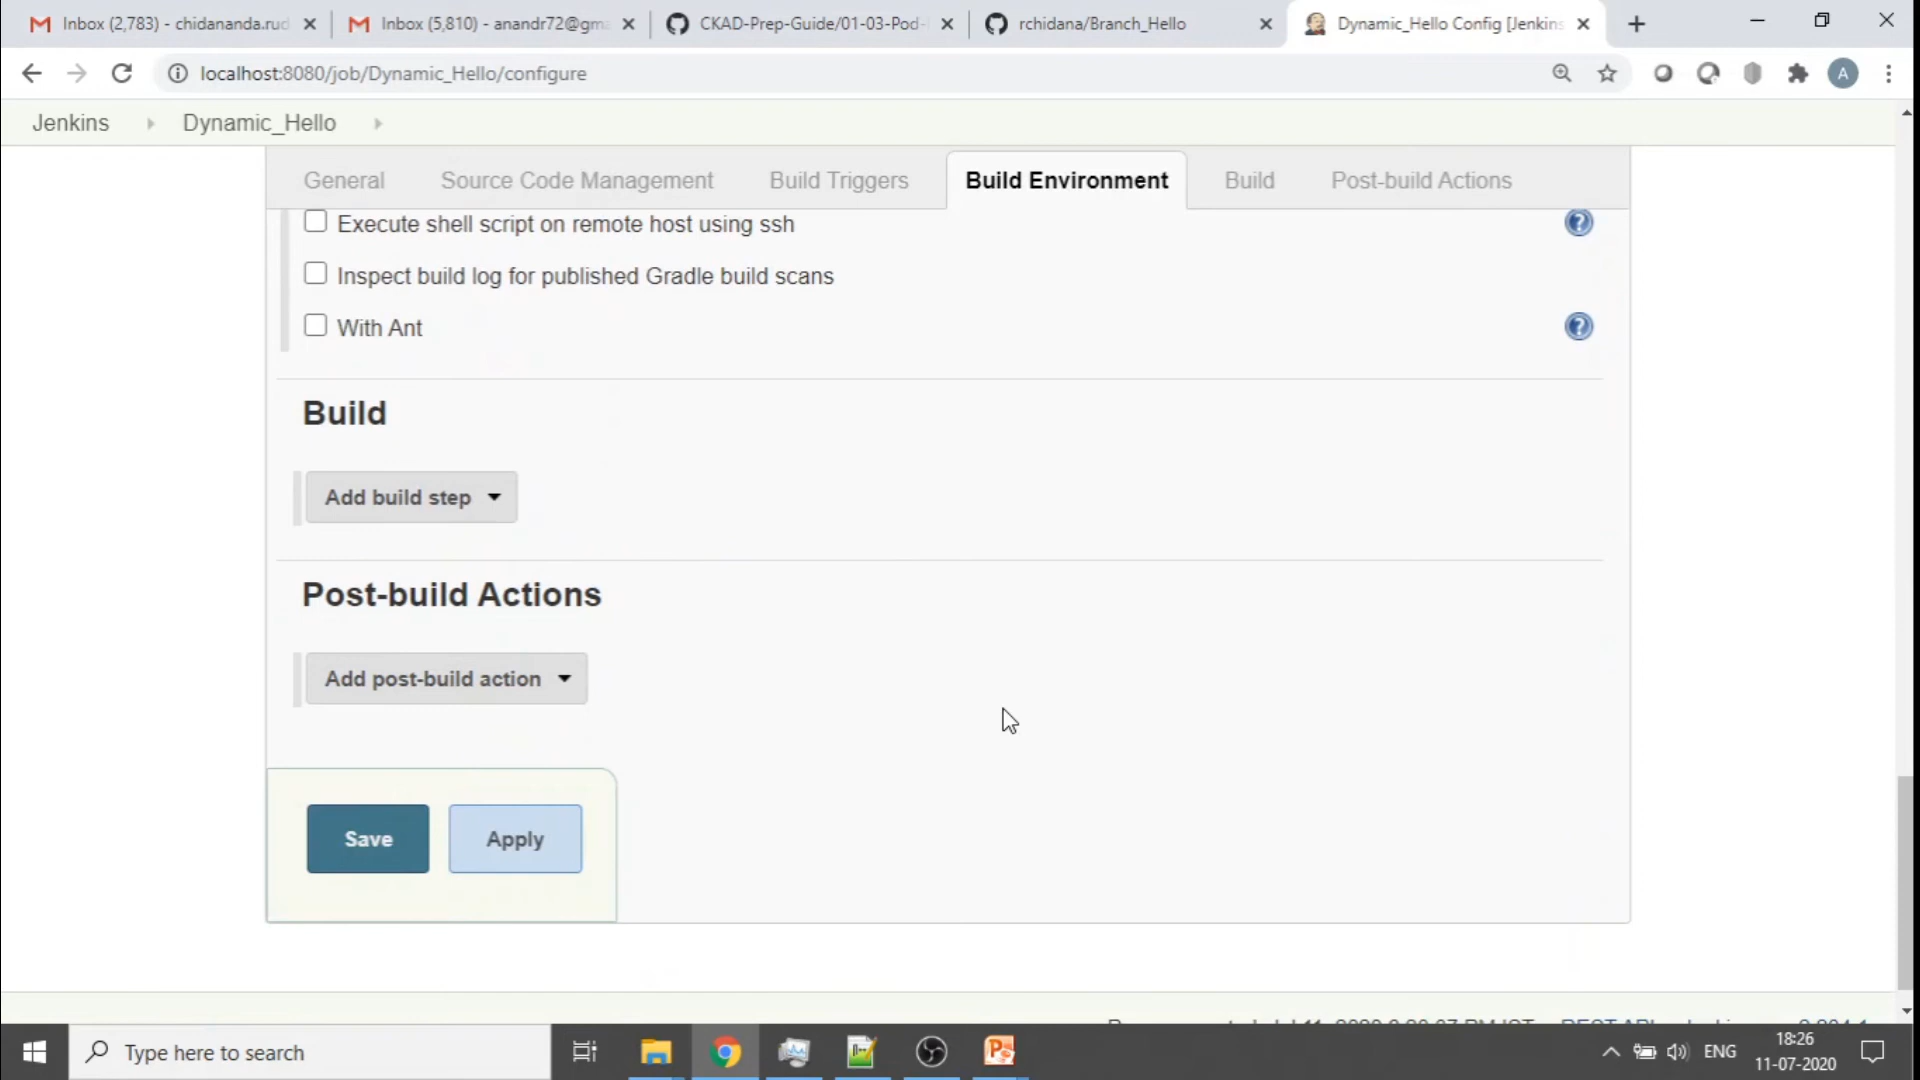 Inbox (2,783) - chidananda.rud
Inbox (5,810) - anandr72@gma
CKAD-Prep-Guide/01-03-Pod-
rchidana/Branch_Hello
Dynamic_Hello Config [Jenkins
localhost:8080/job/Dynamic_Hello/configure
A
Jenkins
Dynamic_Hello
General
Source Code Management
Build Triggers
Build Environment
Build
Post-build Actions
Execute shell script on remote host using ssh
Inspect build log for published Gradle build scans
With Ant
Build
Add build step
Post-build Actions
Add post-build action
Save
Apply
Type here to search
ENG
18:26
11-07-2020